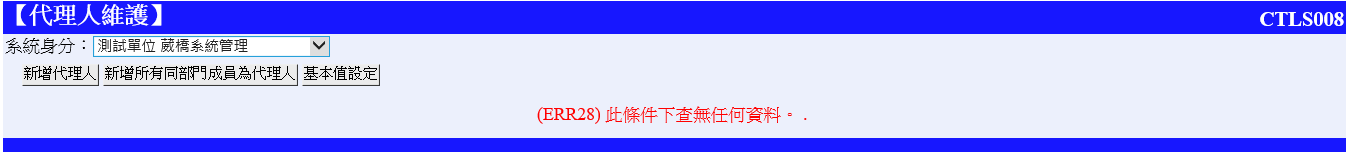 【代理人維護】 CTLS008
系統身分：測試單位 葳橋系統管理
新增代理人 新增所有同部門成員為代理人 基本值設定
(ERR28) 此條件下查無任何資料。 .